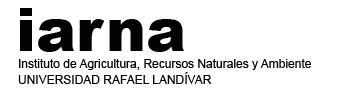 iarna
Instituto de Agricultura, Recursos Naturales y Ambiente
UNIVERSIDAD RAFAEL LANDÍVAR